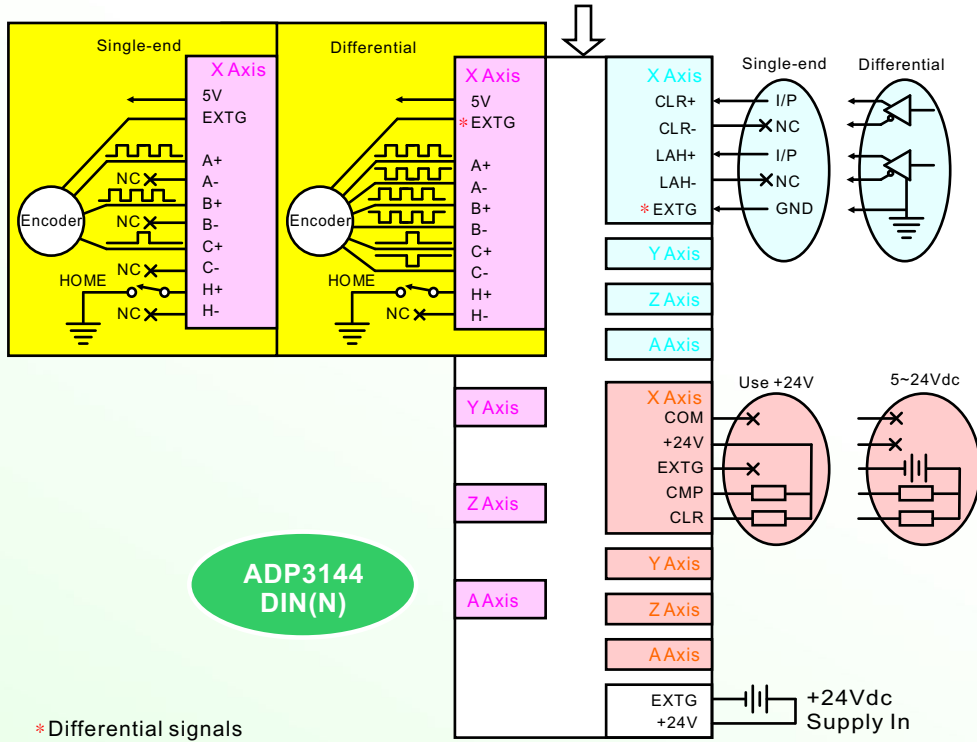 Single-end
X Axis
5V
EXTG
A+
NC
A-
B+
NC
B-
Encoder
C+
NC
C-
HOME
H+
NC
H-
Differential
X Axis
5V
*EXTG
A+
A-
B+
B-
Encoder
C+
C-
HOME
H+
NC
H-
Y Axis
Z Axis
A Axis
X Axis
CLR+
CLR-
LAH+
LAH-
*EXTG
Single-end
I/P
NC
I/P
NC
GND
Differential
Y Axis
Z Axis
A Axis
X Axis
COM
+24V
EXTG
CMP
CLR
Use +24V
5~24Vdc
Y Axis
Z Axis
A Axis
EXTG
+24V
+24Vdc
Supply In
ADP3144
DIN(N)
*Differential signals